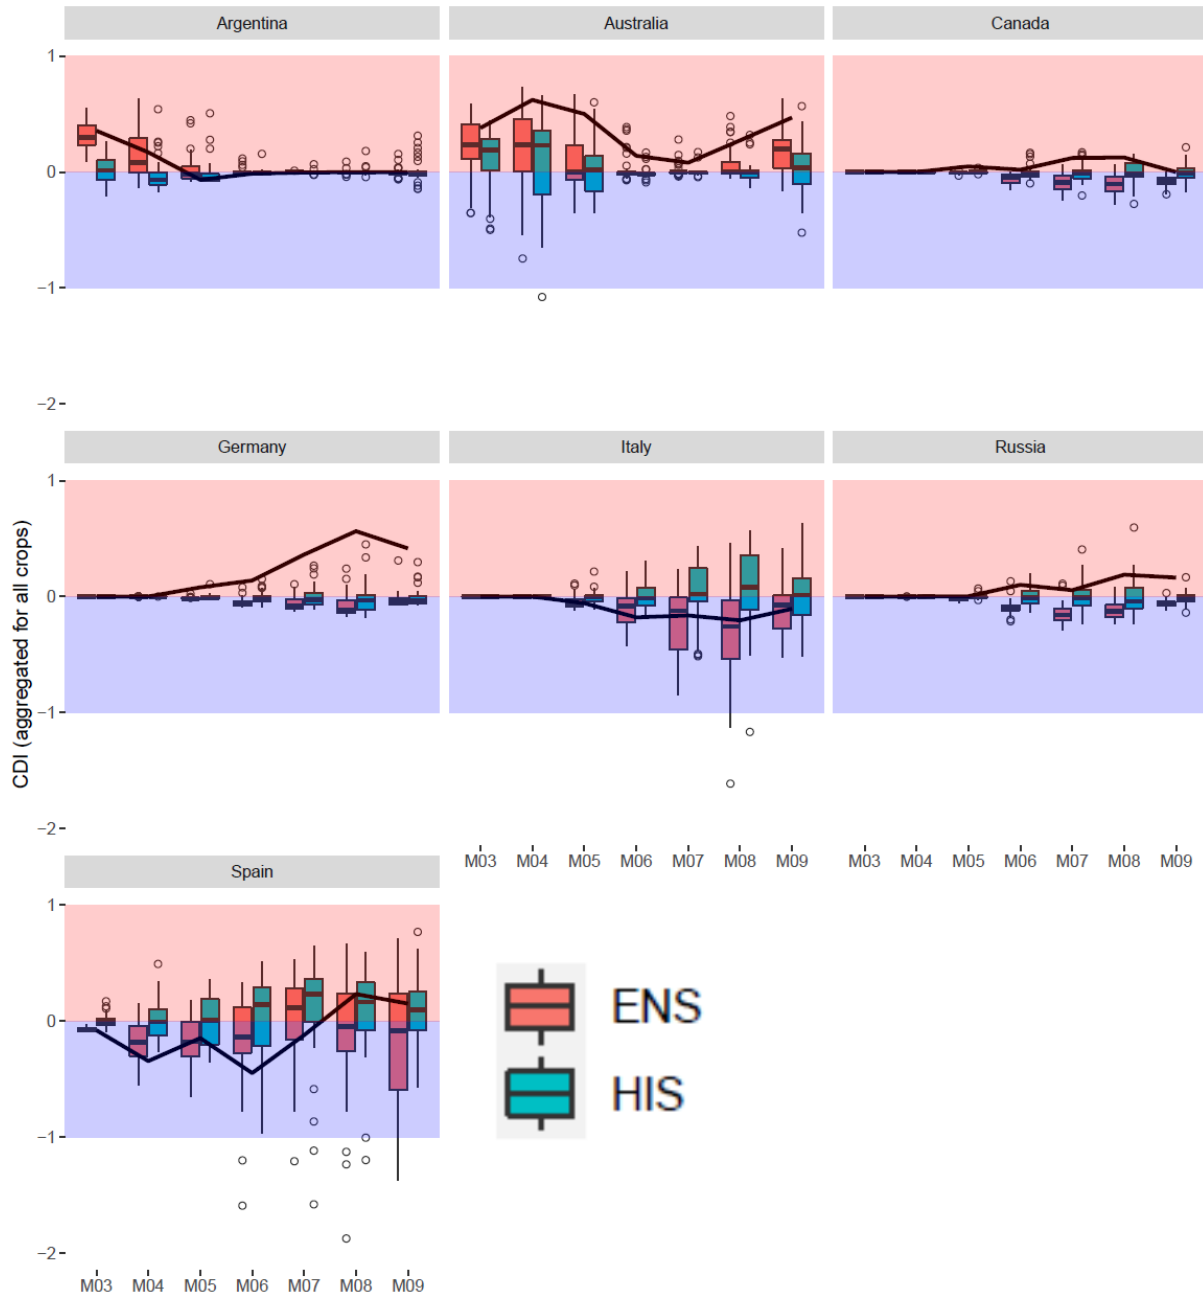 Argentina Australia Canada
1
0
−1
−2
Germany Italy Russia
1
0
−1
−2
CDI (aggregated for all crops)
M03 M04 M05 M06 M07 M08 M09 M03 M04 M05 M06 M07 M08 M09
Spain
1
0
−1
−2
M03 M04 M05 M06 M07 M08 M09
ENS
HIS